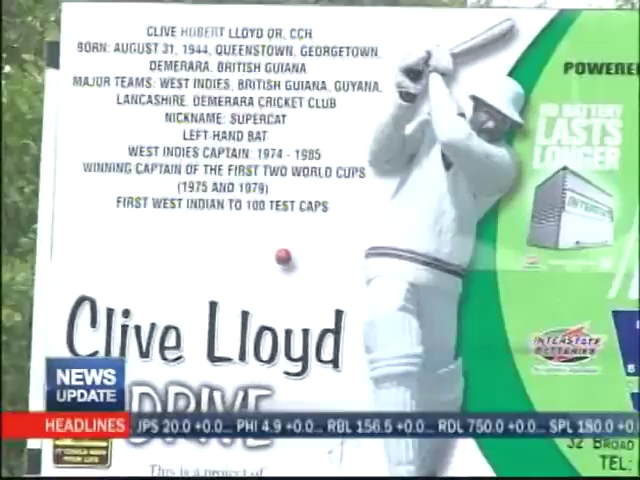 CLIVE HUBERT LLOYD OR, CCH
BORN: AUGUST 31, 1944, QUEENSTOWN, GEORGETOWN,
DEMERARA, BRITISH GUIANA
MAJOR TEAMS: WEST INDIES, BRITISH GUIANA, GUYANA,
LANCASHIRE, DEMERARA CRICKET CLUB
NICKNAME: SUPERCAT
LEFT-HAND BAT
WEST INDIES CAPTAIN: 1974 - 1985
WINNING CAPTAIN OF THE FIRST TWO WORLD CUPS
(1975 AND 1979)
FIRST WEST INDIAN TO 100 TEST CAPS
POWERE
NO BATTERY
LASTS
LONGER
INTERSTATE
Clive Lloyd
DRIVE
INTERSTATE
BATTERIES
NEWS
UPDATE
HEADLINES JPS 20.0 +0.0... PHI 4.9 +0.0... RBL 156.5 +0.0... RDL 750.0 +0.0... SPL 180.0 +0.
This is a project of
32 BROAD
TEL: